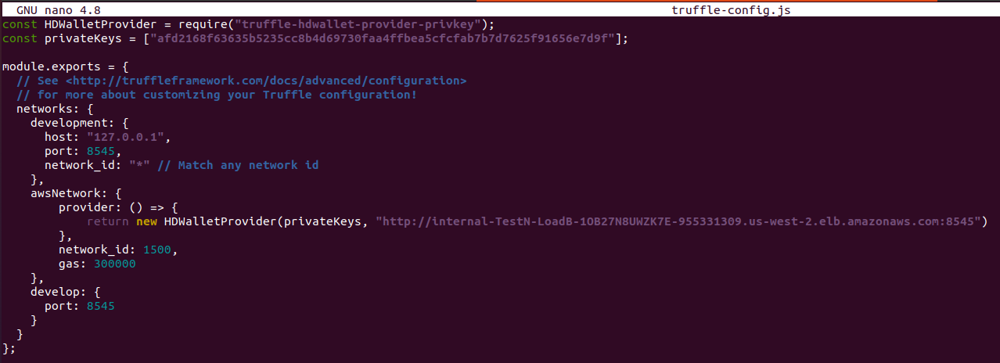 GNU nano 4.8 truffle-config.js
const HDWalletProvider = require("truffle-hdwallet-provider-privkey");
const privateKeys = ["afd2168f63635b5235cc8b4d69730faa4ffbea5cfcfab7b7d7625f91656e7d9f"];
module.exports = {
// See <http://truffleframework.com/docs/advanced/configuration>
// for more about customizing your Truffle configuration!
networks: {
development: {
host: "127.0.0.1",
port: 8545,
network_id: "*" // Match any network id
},
awsNetwork: {
provider: () => {
return new HDWalletProvider(privateKeys, "http://internal-TestN-LoadB-1OB27N8UWZK7E-955331309.us-west-2.elb.amazonaws.com:8545")
},
network_id: 1500,
gas: 300000
},
develop: {
port: 8545
}
}
};